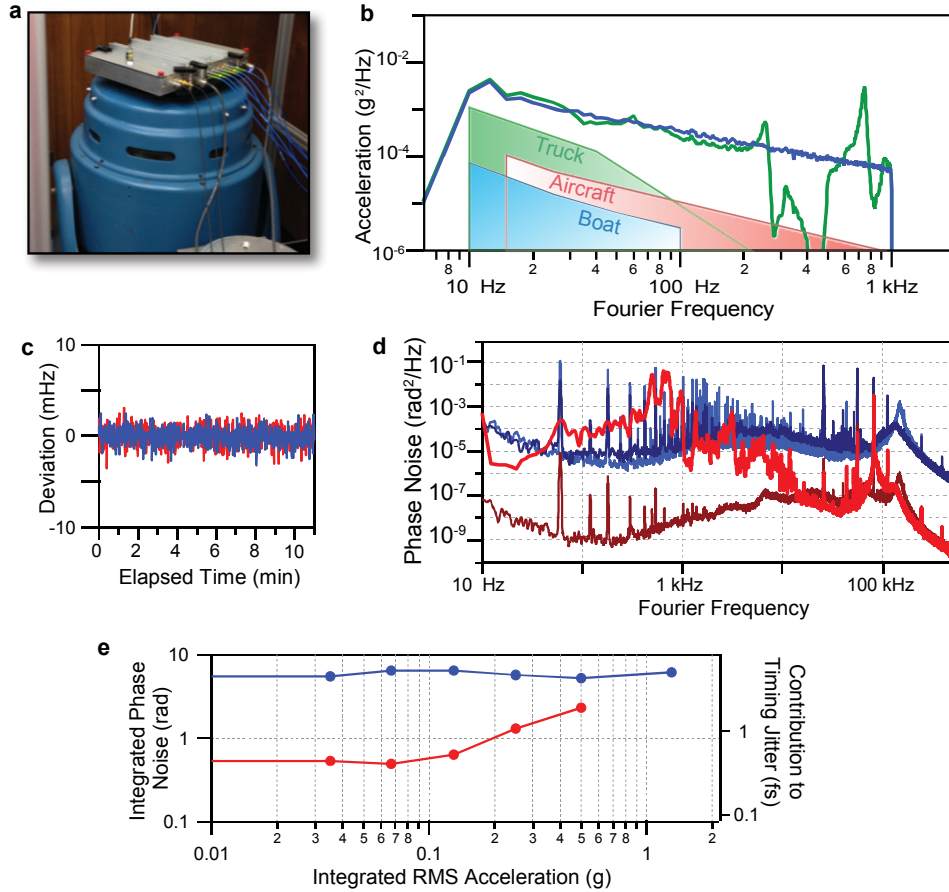 a
b
Acceleration (g²/Hz)
10⁻²
10⁻⁴
10⁻⁶
Truck
Aircraft
Boat
8 2 4 6 8 2 4 6 8
10 Hz 100 Hz 1 kHz
Fourier Frequency
c
Deviation (mHz)
10
0
-10
0 2 4 6 8 10
Elapsed Time (min)
d
Phase Noise (rad²/Hz)
10⁻¹
10⁻³
10⁻⁵
10⁻⁷
10⁻⁹
10 Hz 1 kHz 100 kHz
Fourier Frequency
e
Integrated Phase
Noise (rad)
10
1
0.1
Contribution to
Timing Jitter (fs)
1
0.1
2 3 4 5 6 7 8 2 3 4 5 6 7 8 2
0.01 0.1 1
Integrated RMS Acceleration (g)